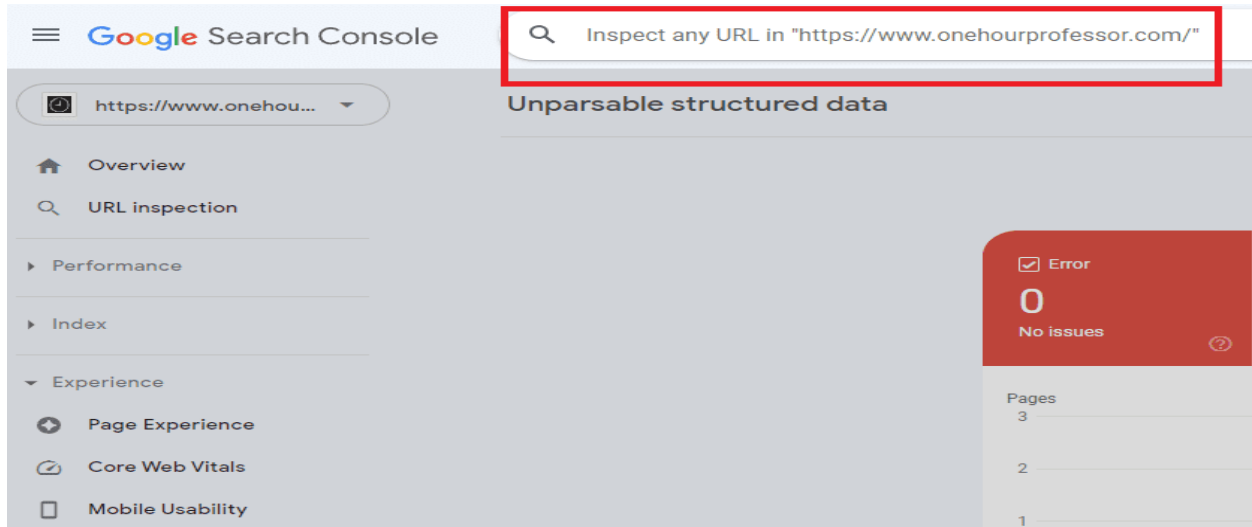 Google Search Console
Inspect any URL in "https://www.onehourprofessor.com/"
https://www.onehou...
Unparsable structured data
Overview
URL inspection
Performance
Index
Experience
Page Experience
Core Web Vitals
Mobile Usability
Error
0
No issues
Pages
3
2
1